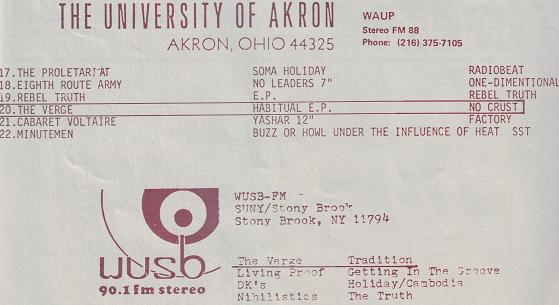 THE UNIVERSITY OF AKRON
AKRON, OHIO 44325
WAUP
Stereo FM 88
Phone: (216) 375-7105
17.THE PROLETARIAT SOMA HOLIDAY RADIOBEAT
18.EIGHTH ROUTE ARMY NO LEADERS 7" ONE-DIMENTIONAL
19.REBEL TRUTH E.P. REBEL TRUTH
20.THE VERGE HABITUAL E.P. NO CRUST
21.CABARET VOLTAIRE YASHAR 12" FACTORY
22.MINUTEMEN BUZZ OR HOWL UNDER THE INFLUENCE OF HEAT SST
WUSB-FM -
SUNY/Stony Brook
Stony Brook, NY 11794
wusb
90.1 fm stereo
The Verge Tradition
Living Proof Getting In The Groove
DK's Holiday/Cambodia
Nihilistics The Truth